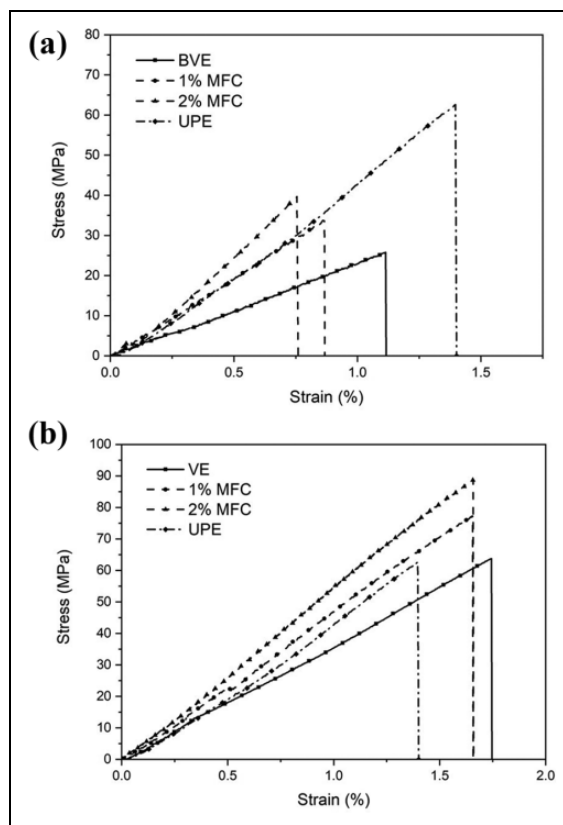 (a)
80
70
60
50
40
30
20
10
0
Stress (MPa)
BVE
1% MFC
2% MFC
UPE
0.0 0.5 1.0 1.5
Strain (%)
(b)
100
90
80
70
60
50
40
30
20
10
0
Stress (MPa)
VE
1% MFC
2% MFC
UPE
0.0 0.5 1.0 1.5 2.0
Strain (%)